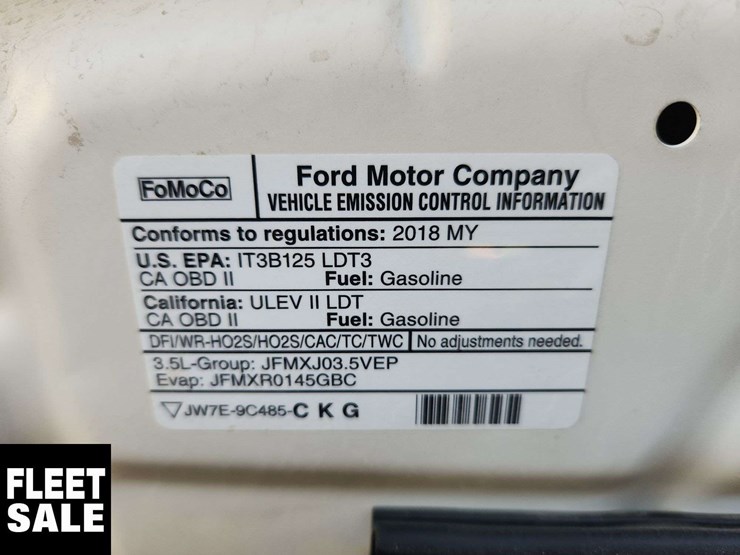 FoMoCo
Ford Motor Company
VEHICLE EMISSION CONTROL INFORMATION
Conforms to regulations: 2018 MY
U.S. EPA: IT3B125 LDT3
CA OBD II Fuel: Gasoline
California: ULEV II LDT
CA OBD II Fuel: Gasoline
DFI/WR-HO2S/HO2S/CAC/TC/TWC No adjustments needed.
3.5L-Group: JFMXJ03.5VEP
Evap: JFMXR0145GBC
JW7E-9C485-C K G
FLEET
SALE